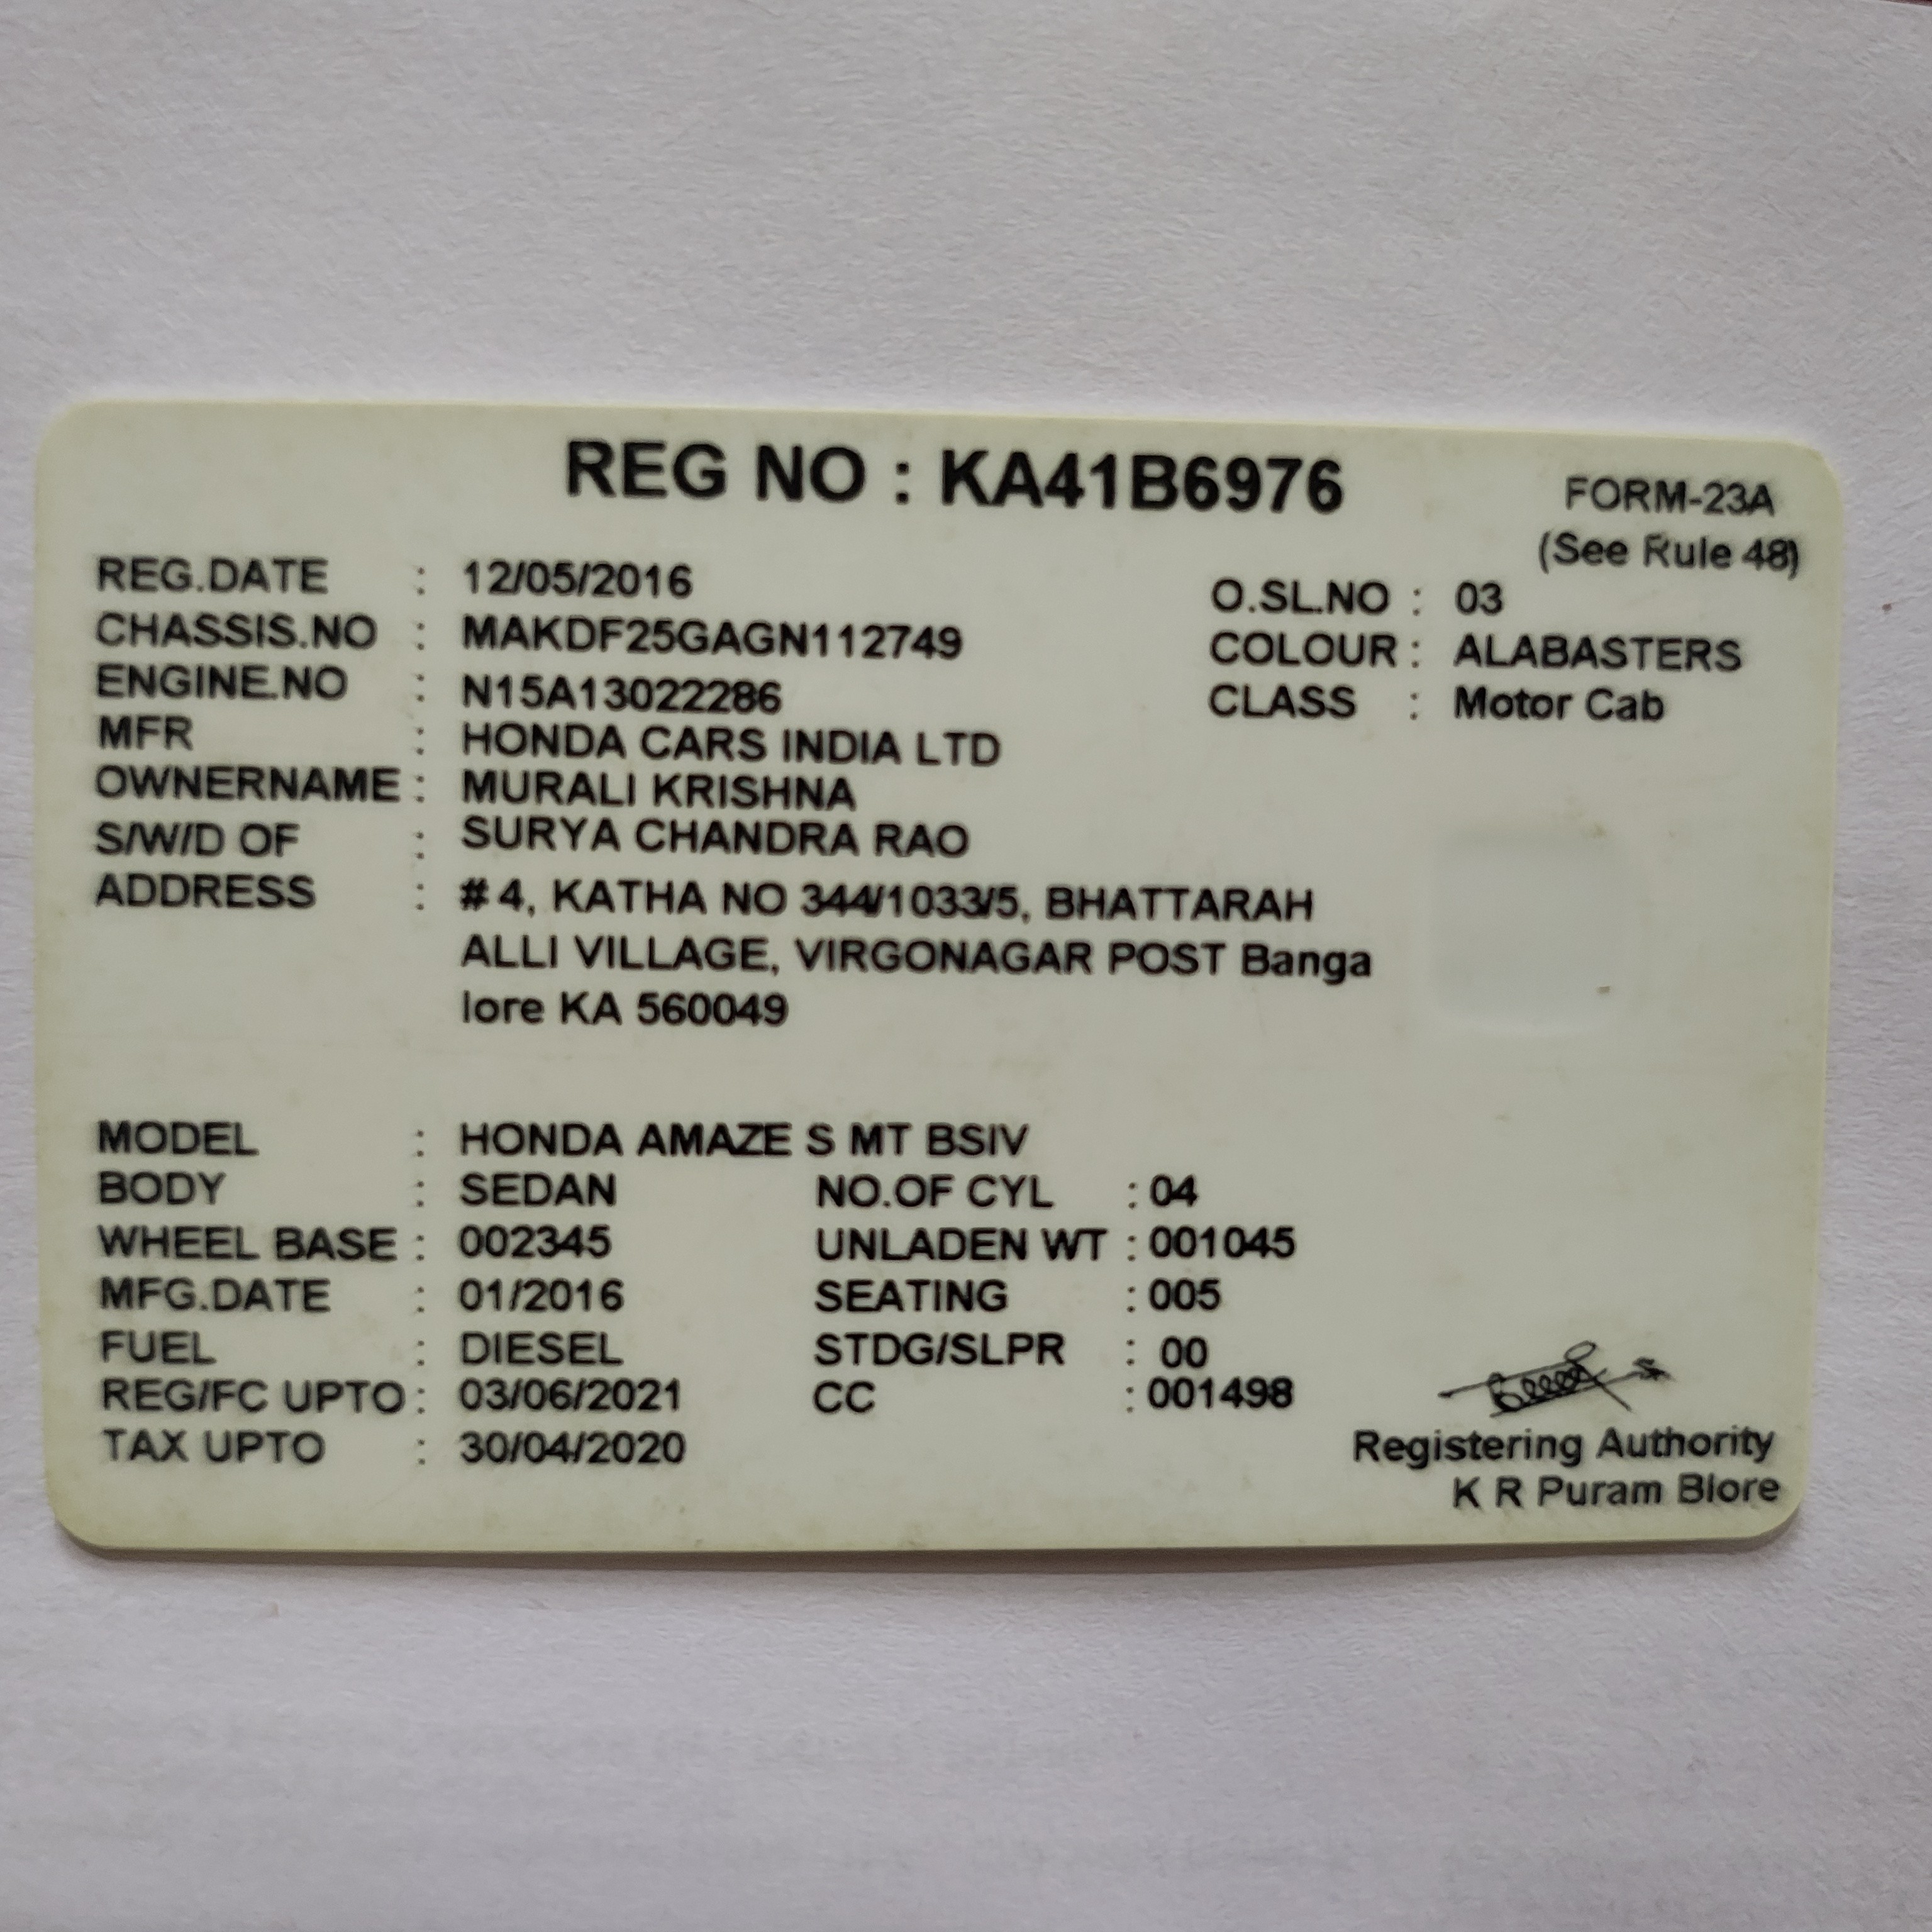 REG NO : KA41B6976
FORM-23A
(See Rule 48)
REG.DATE : 12/05/2016
O.SL.NO : 03
CHASSIS.NO : MAKDF25GAGN112749
COLOUR : ALABASTERS
ENGINE.NO : N15A13022286
CLASS : Motor Cab
MFR : HONDA CARS INDIA LTD
OWNERNAME : MURALI KRISHNA
S/W/D OF : SURYA CHANDRA RAO
ADDRESS : # 4, KATHA NO 344/1033/5, BHATTARAH
ALLI VILLAGE, VIRGONAGAR POST Banga
lore KA 560049
MODEL : HONDA AMAZE S MT BSIV
BODY : SEDAN NO.OF CYL : 04
WHEEL BASE : 002345 UNLADEN WT : 001045
MFG.DATE : 01/2016 SEATING : 005
FUEL : DIESEL STDG/SLPR : 00
REG/FC UPTO : 03/06/2021 CC : 001498
TAX UPTO : 30/04/2020
Registering Authority
K R Puram Blore